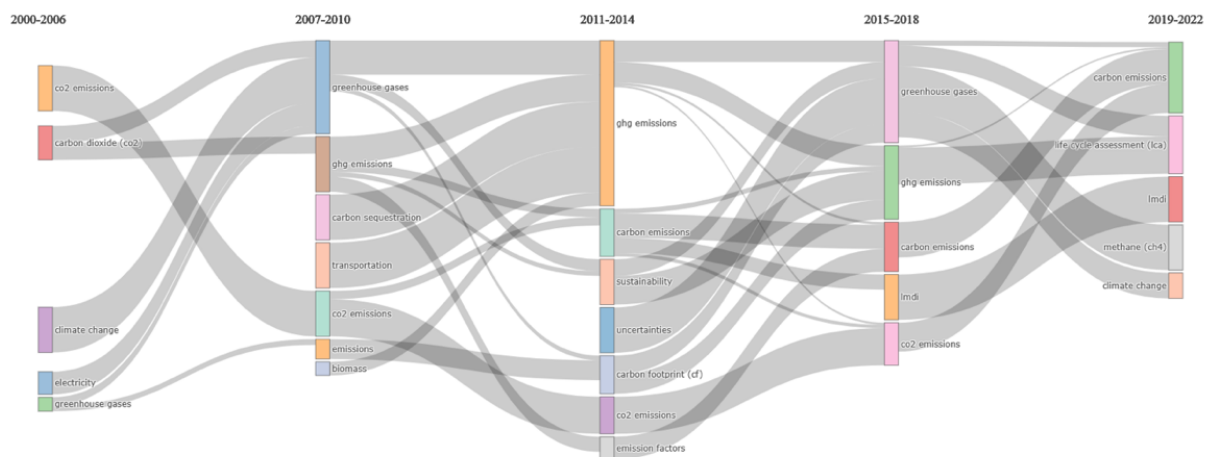 2000-2006
2007-2010
2011-2014
2015-2018
2019-2022
co2 emissions
carbon dioxide (co2)
climate change
electricity
greenhouse gases
greenhouse gases
ghg emissions
carbon sequestration
transportation
co2 emissions
emissions
biomass
ghg emissions
carbon emissions
sustainability
uncertainties
carbon footprint (cf)
co2 emissions
emission factors
greenhouse gases
ghg emissions
carbon emissions
lmdi
co2 emissions
carbon emissions
life cycle assessment (lca)
lmdi
methane (ch4)
climate change